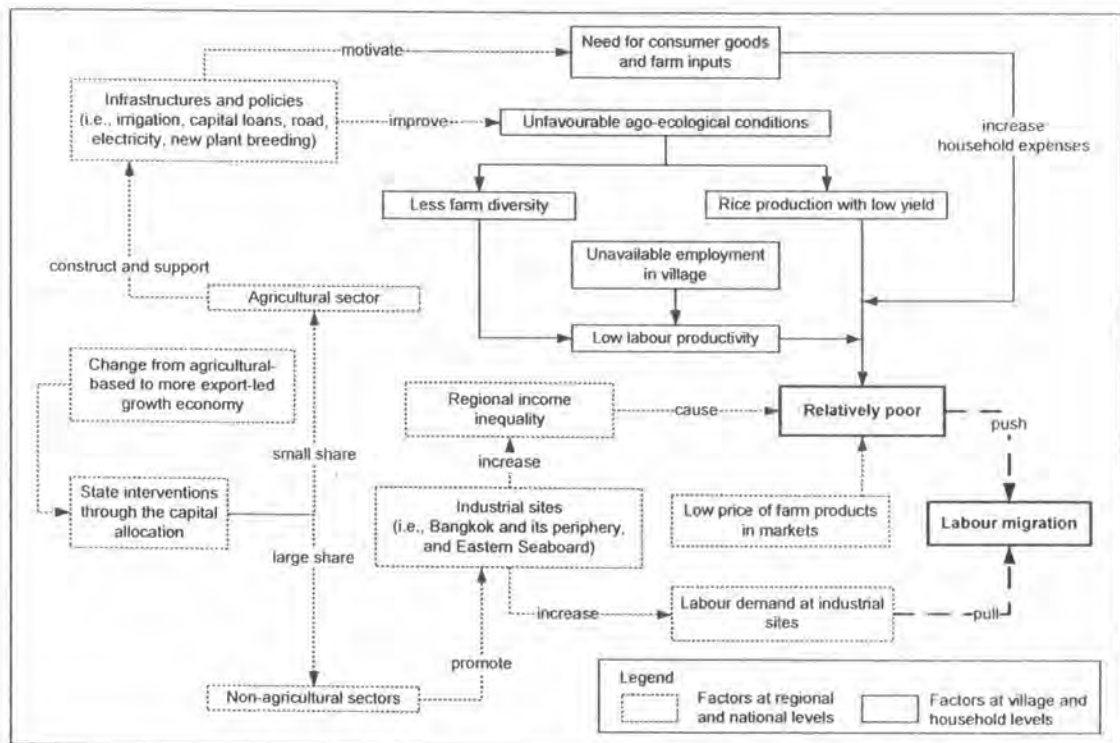 motivate
Need for consumer goods
and farm inputs
Infrastructures and policies
(i.e., irrigation, capital loans, road,
electricity, new plant breeding)
improve
Unfavourable ago-ecological conditions
increase
household expenses
Less farm diversity
Rice production with low yield
Unavailable employment
in village
construct and support
Agricultural sector
Low labour productivity
Change from agricultural-
based to more export-led
growth economy
Regional income
inequality
cause
Relatively poor
push
small share
increase
State interventions
through the capital
allocation
Industrial sites
(i.e., Bangkok and its periphery,
and Eastern Seaboard)
Low price of farm products
in markets
Labour migration
large share
increase
Labour demand at industrial
sites
pull
promote
Non-agricultural sectors
Legend
Factors at regional
and national levels
Factors at village and
household levels